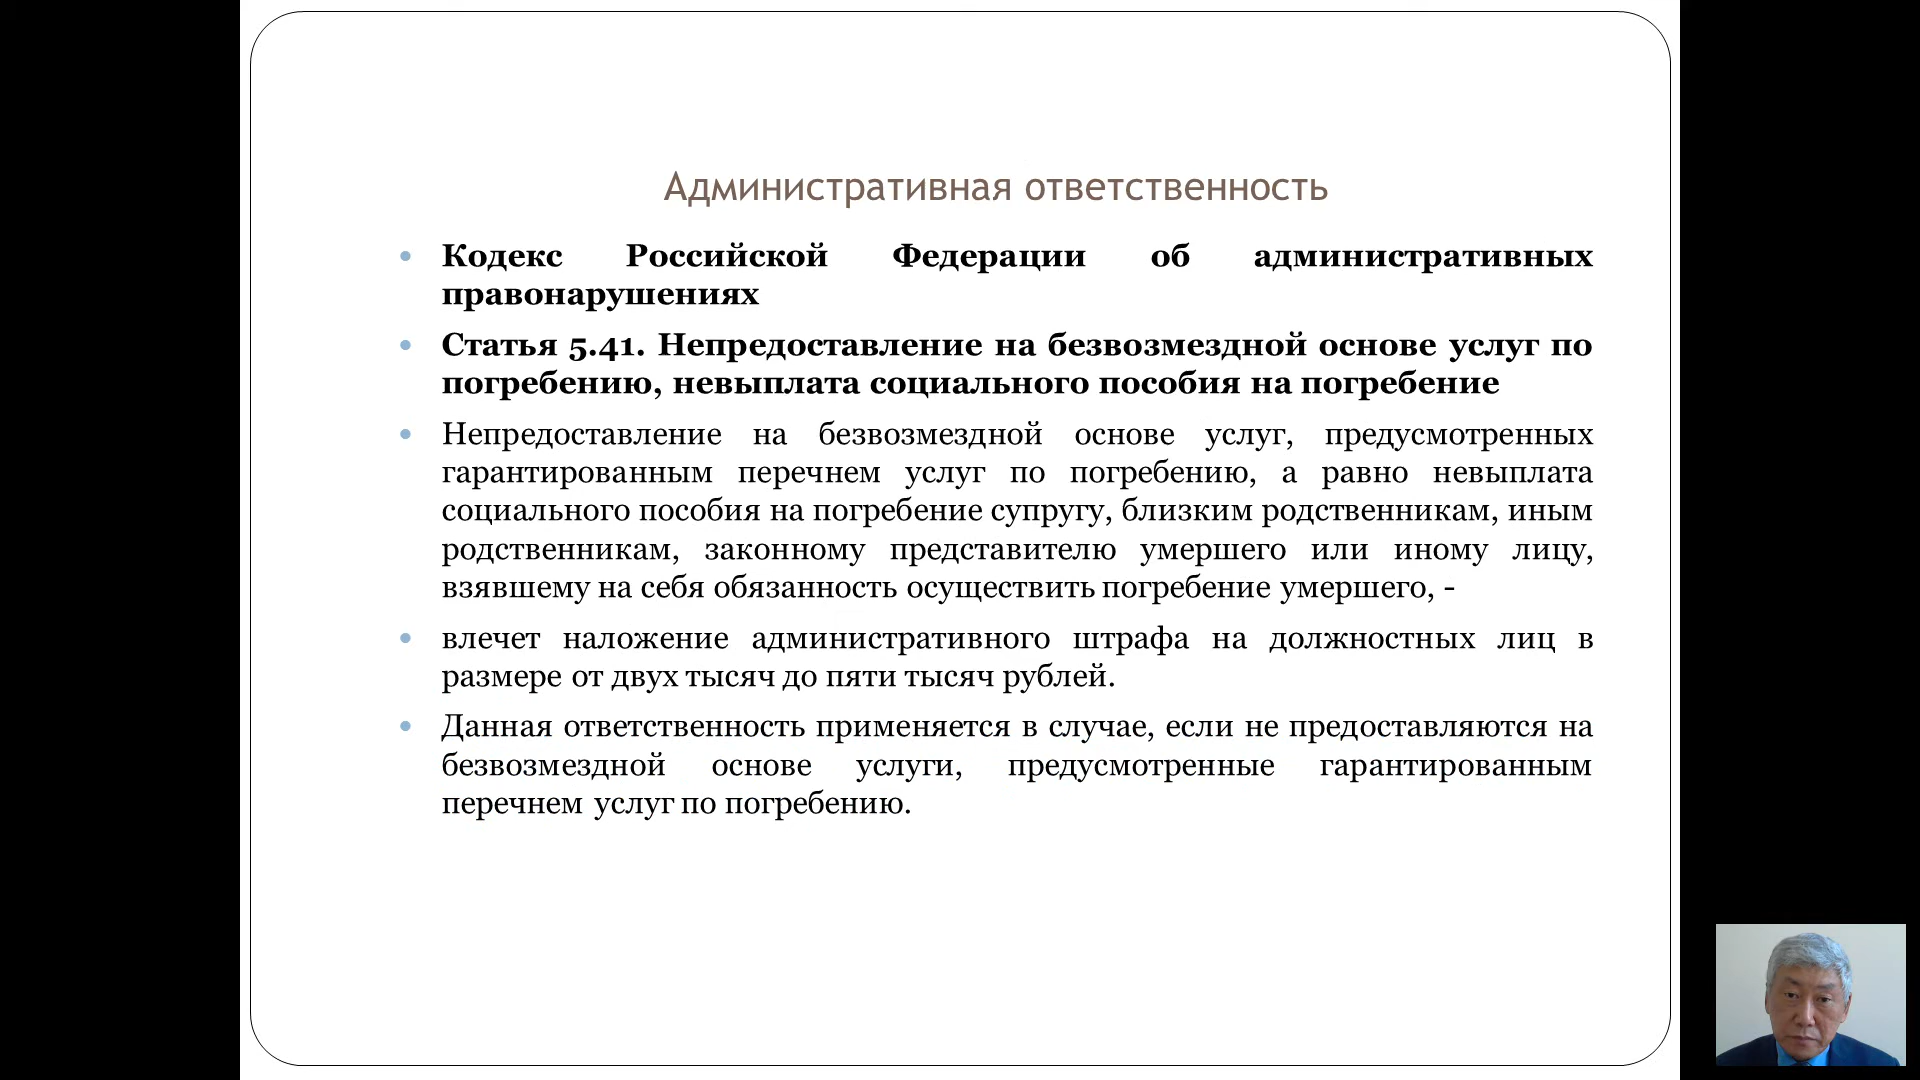 Административная ответственность
Кодекс Российской Федерации об административных
правонарушениях
Статья 5.41. Непредоставление на безвозмездной основе услуг по
погребению, невыплата социального пособия на погребение
Непредоставление на безвозмездной основе услуг, предусмотренных
гарантированным перечнем услуг по погребению, а равно невыплата
социального пособия на погребение супругу, близким родственникам, иным
родственникам, законному представителю умершего или иному лицу,
взявшему на себя обязанность осуществить погребение умершего, -
влечет наложение административного штрафа на должностных лиц в
размере от двух тысяч до пяти тысяч рублей.
Данная ответственность применяется в случае, если не предоставляются на
безвозмездной основе услуги, предусмотренные гарантированным
перечнем услуг по погребению.